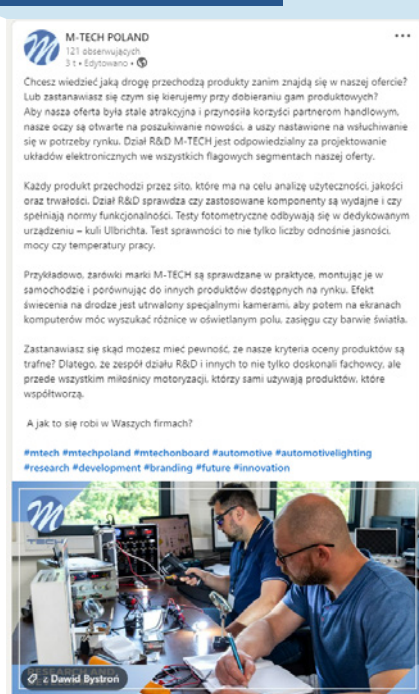 M-TECH POLAND
121 obserwujących
3 t • Edytowano •
Chcesz wiedzieć jaką drogę przechodzą produkty zanim znajdą się w naszej ofercie?
Lub zastanawiasz się czym się kierujemy przy dobieraniu gam produktowych?
Aby nasza oferta była stale atrakcyjna i przynosiła korzyści partnerom handlowym,
nasze oczy są otwarte na poszukiwanie nowości, a uszy nastawione na wsłuchiwanie
się w potrzeby rynku. Dział R&D M-TECH jest odpowiedzialny za projektowanie
układów elektronicznych we wszystkich flagowych segmentach naszej oferty.
Każdy produkt przechodzi przez sito, które ma na celu analizę użyteczności, jakości
oraz trwałości. Dział R&D sprawdza czy zastosowane komponenty są wydajne i czy
spełniają normy funkcjonalności. Testy fotometryczne odbywają się w dedykowanym
urządzeniu – kuli Ulbrichta. Test sprawności to nie tylko liczby odnośnie jasności,
mocy czy temperatury pracy.
Przykładowo, żarówki marki M-TECH są sprawdzane w praktyce, montując je w
samochodzie i porównując do innych produktów dostępnych na rynku. Efekt
świecenia na drodze jest utrwalony specjalnymi kamerami, aby potem na ekranach
komputerów móc wyszukać różnice w oświetlanym polu, zasięgu czy barwie światła.
Zastanawiasz się skąd możesz mieć pewność, że nasze kryteria oceny produktów są
trafne? Dlatego, że zespół działu R&D i innych to nie tylko doskonali fachowcy, ale
przede wszystkim miłośnicy motoryzacji, którzy sami używają produktów, które
współtworzą.
A jak to się robi w Waszych firmach?
#mtech #mtechpoland #mtechonboard #automotive #automotivelighting
#research #development #branding #future #innovation
M
TECH
RESEARCH AND
z Dawid Bystroń